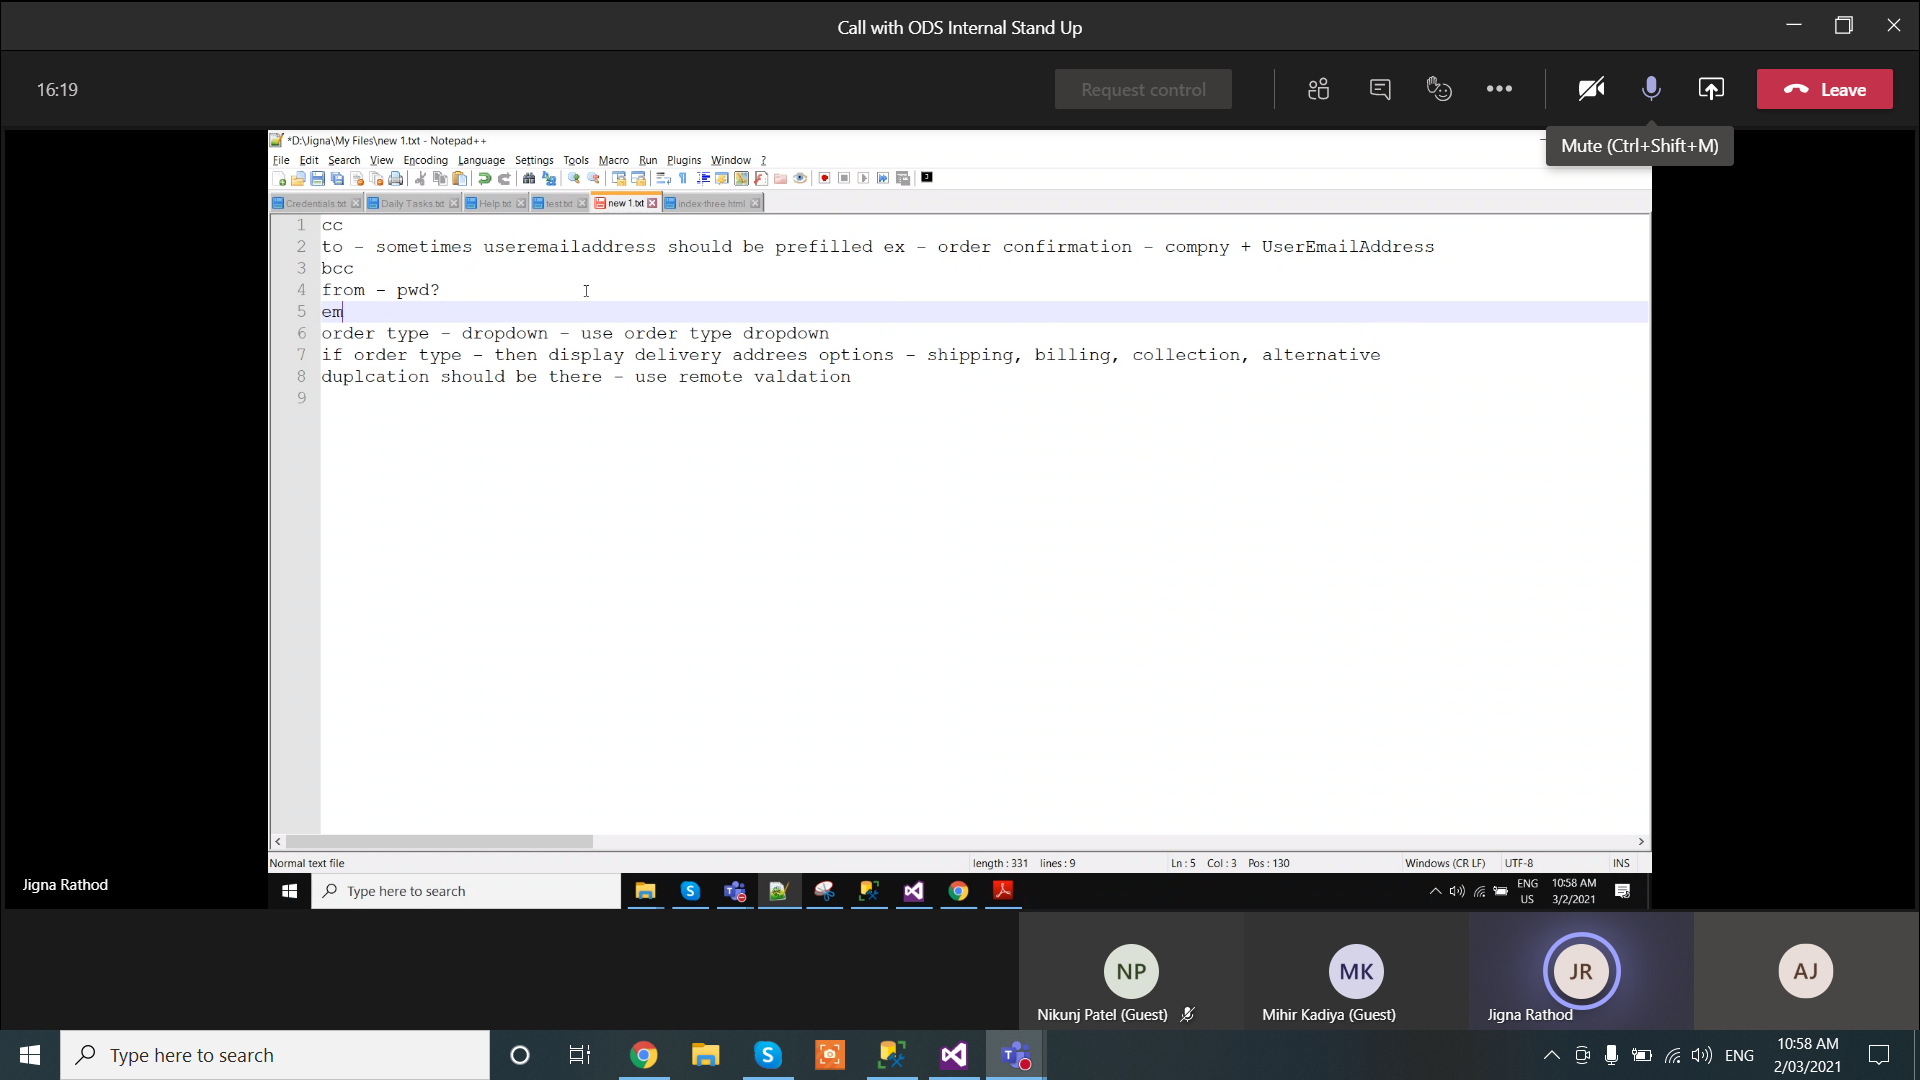 Call with ODS Internal Stand Up
16:19
Request control
Leave
Mute (Ctrl+Shift+M)
*D:\Jigna\My Files\new 1.txt - Notepad++
File Edit Search View Encoding Language Settings Tools Macro Run Plugins Window ?
Credentials.txt Daily Tasks.txt Help.txt test.txt new 1.txt index-three.html
1 cc
2 to - sometimes useremailaddress should be prefilled ex - order confirmation - compny + UserEmailAddress
3 bcc
4 from - pwd?
5 em
6 order type - dropdown - use order type dropdown
7 if order type - then display delivery addrees options - shipping, billing, collection, alternative
8 duplcation should be there - use remote valdation
9
Normal text file length : 331 lines : 9 Ln : 5 Col : 3 Pos : 130 Windows (CR LF) UTF-8 INS
Jigna Rathod
Type here to search
ENG
US
10:58 AM
3/2/2021
NP
Nikunj Patel (Guest)
MK
Mihir Kadiya (Guest)
JR
Jigna Rathod
AJ
Type here to search
ENG
10:58 AM
2/03/2021